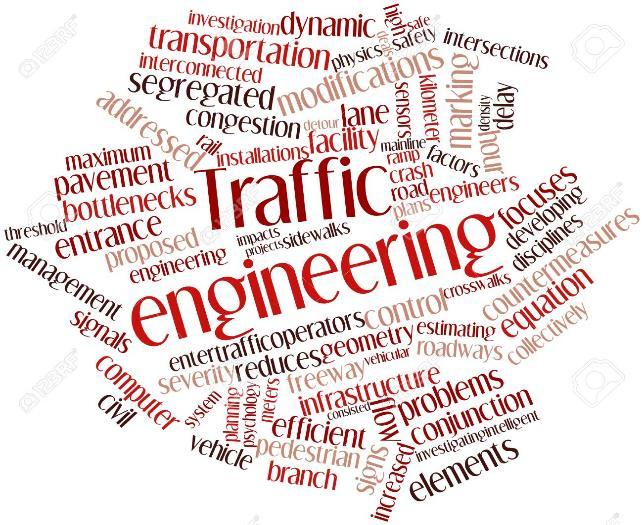 investigation
dynamic
high
safe
deals
transportation
physics
safety
intersections
interconnected
segregated
modifications
addressed
congestion
detour
lane
sensors
kilometer
marking
density
delay
hour
rail
installations
facility
mainline
ramp
factors
maximum
pavement
bottlenecks
Traffic
crash
road
engineers
plans
focuses
threshold
entrance
proposed
impacts
projects
sidewalks
developing
disciplines
management
engineering
engineering
crosswalks
countermeasures
signals
enter
traffic
operators
control
estimating
equation
collectively
computer
severity
reduces
geometry
vehicular
roadways
civil
system
planning
psychology
meters
freeway
infrastructure
consisted
flow
problems
conjunction
vehicle
efficient
pedestrian
signs
investigating
intelligent
branch
increased
elements
123RF